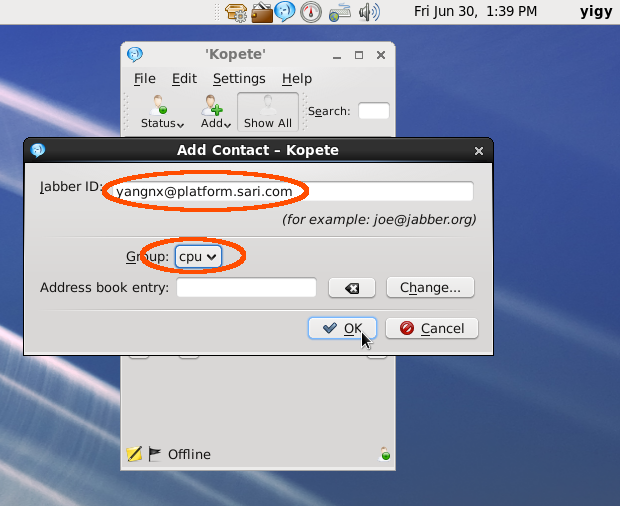 Fri Jun 30, 1:39 PM yigy
'Kopete'
File Edit Settings Help
Status Add Show All Search:
Add Contact – Kopete
Jabber ID: yangnx@platform.sari.com
(for example: joe@jabber.org)
Group: cpu
Address book entry: Change...
OK Cancel
Offline